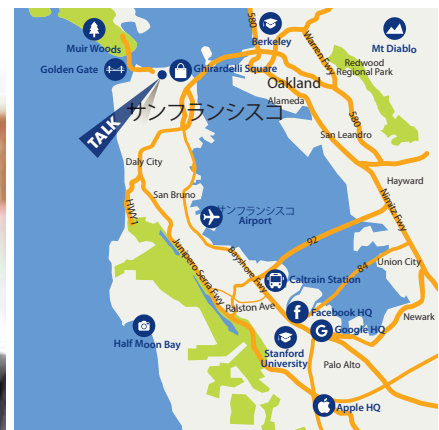 580
Muir Woods
Berkeley
Warren Fwy
Mt Diablo
Golden Gate
Ghirardelli Square
Redwood
Regional Park
Oakland
Alameda
サンフランシスコ
TALK
580
San Leandro
Daly City
San Bruno
Hayward
HWY1
サンフランシスコ
Airport
Nimitz Fwy
92
Junipero Serra Fwy
Bayshore Fwy
84
Union City
Caltrain Station
Ralston Ave
f
Facebook HQ
Newark
G
Google HQ
Half Moon Bay
Stanford
University
Palo Alto
Apple HQ